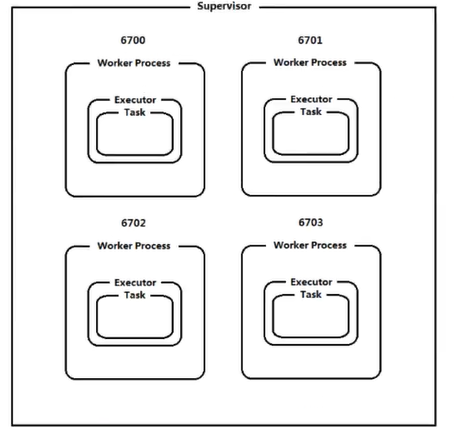 Supervisor
6700
6701
Worker Process
Worker Process
Executor
Executor
Task
Task
6702
6703
Worker Process
Worker Process
Executor
Executor
Task
Task